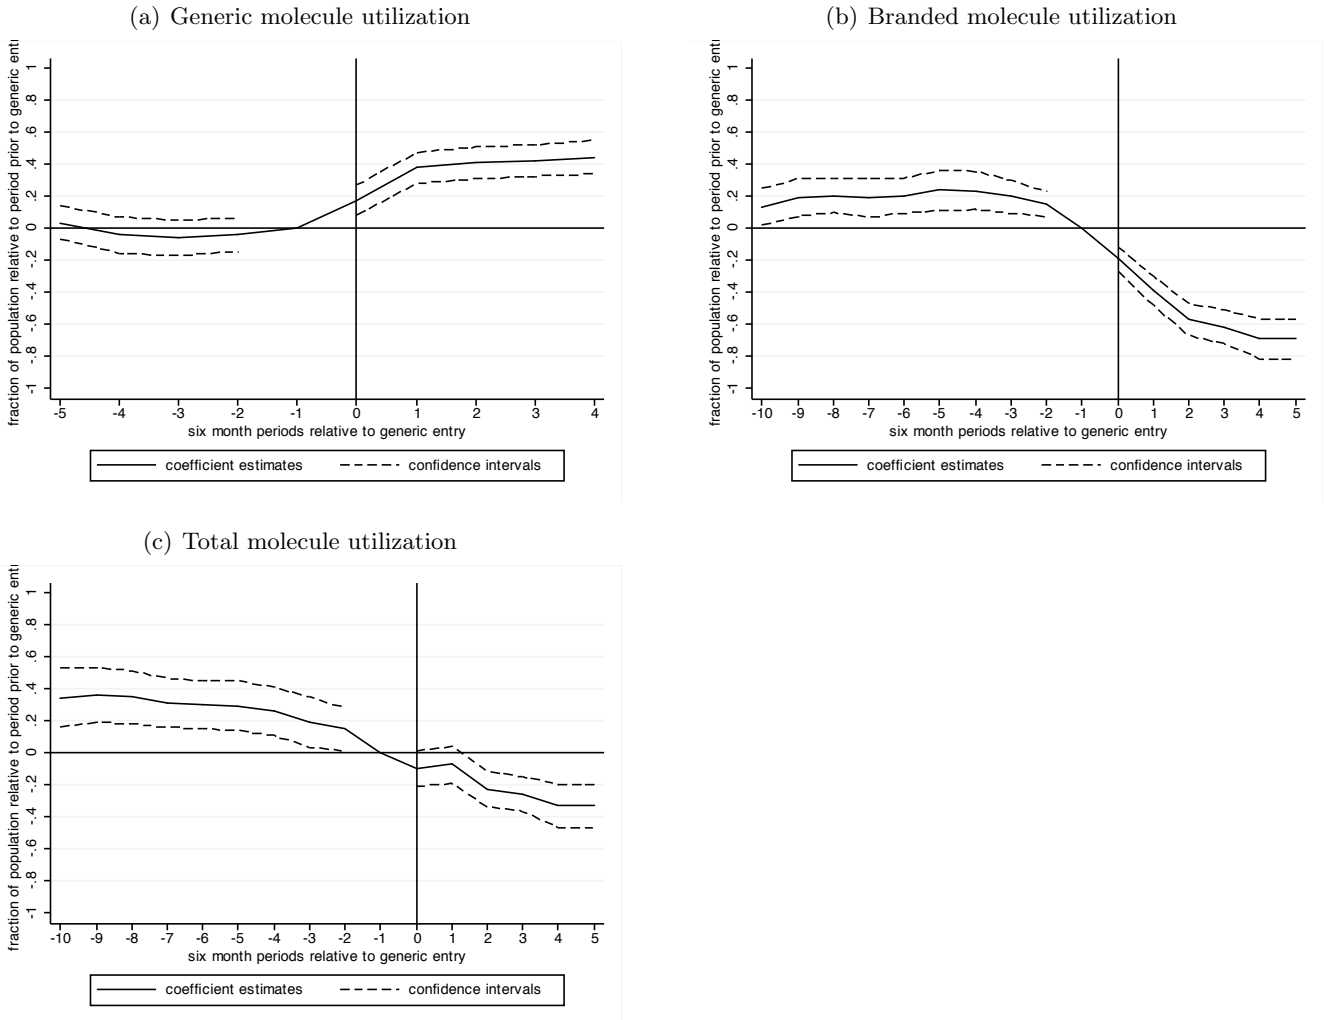 (a) Generic molecule utilization
fraction of population relative to period prior to generic enti
1
.8
.6
.4
.2
0
-.2
-.4
-.6
-.8
-1
-5 -4 -3 -2 -1 0 1 2 3 4
six month periods relative to generic entry
coefficient estimates confidence intervals
(b) Branded molecule utilization
fraction of population relative to period prior to generic enti
1
.8
.6
.4
.2
0
-.2
-.4
-.6
-.8
-1
-10 -9 -8 -7 -6 -5 -4 -3 -2 -1 0 1 2 3 4 5
six month periods relative to generic entry
coefficient estimates confidence intervals
(c) Total molecule utilization
fraction of population relative to period prior to generic enti
1
.8
.6
.4
.2
0
-.2
-.4
-.6
-.8
-1
-10 -9 -8 -7 -6 -5 -4 -3 -2 -1 0 1 2 3 4 5
six month periods relative to generic entry
coefficient estimates confidence intervals